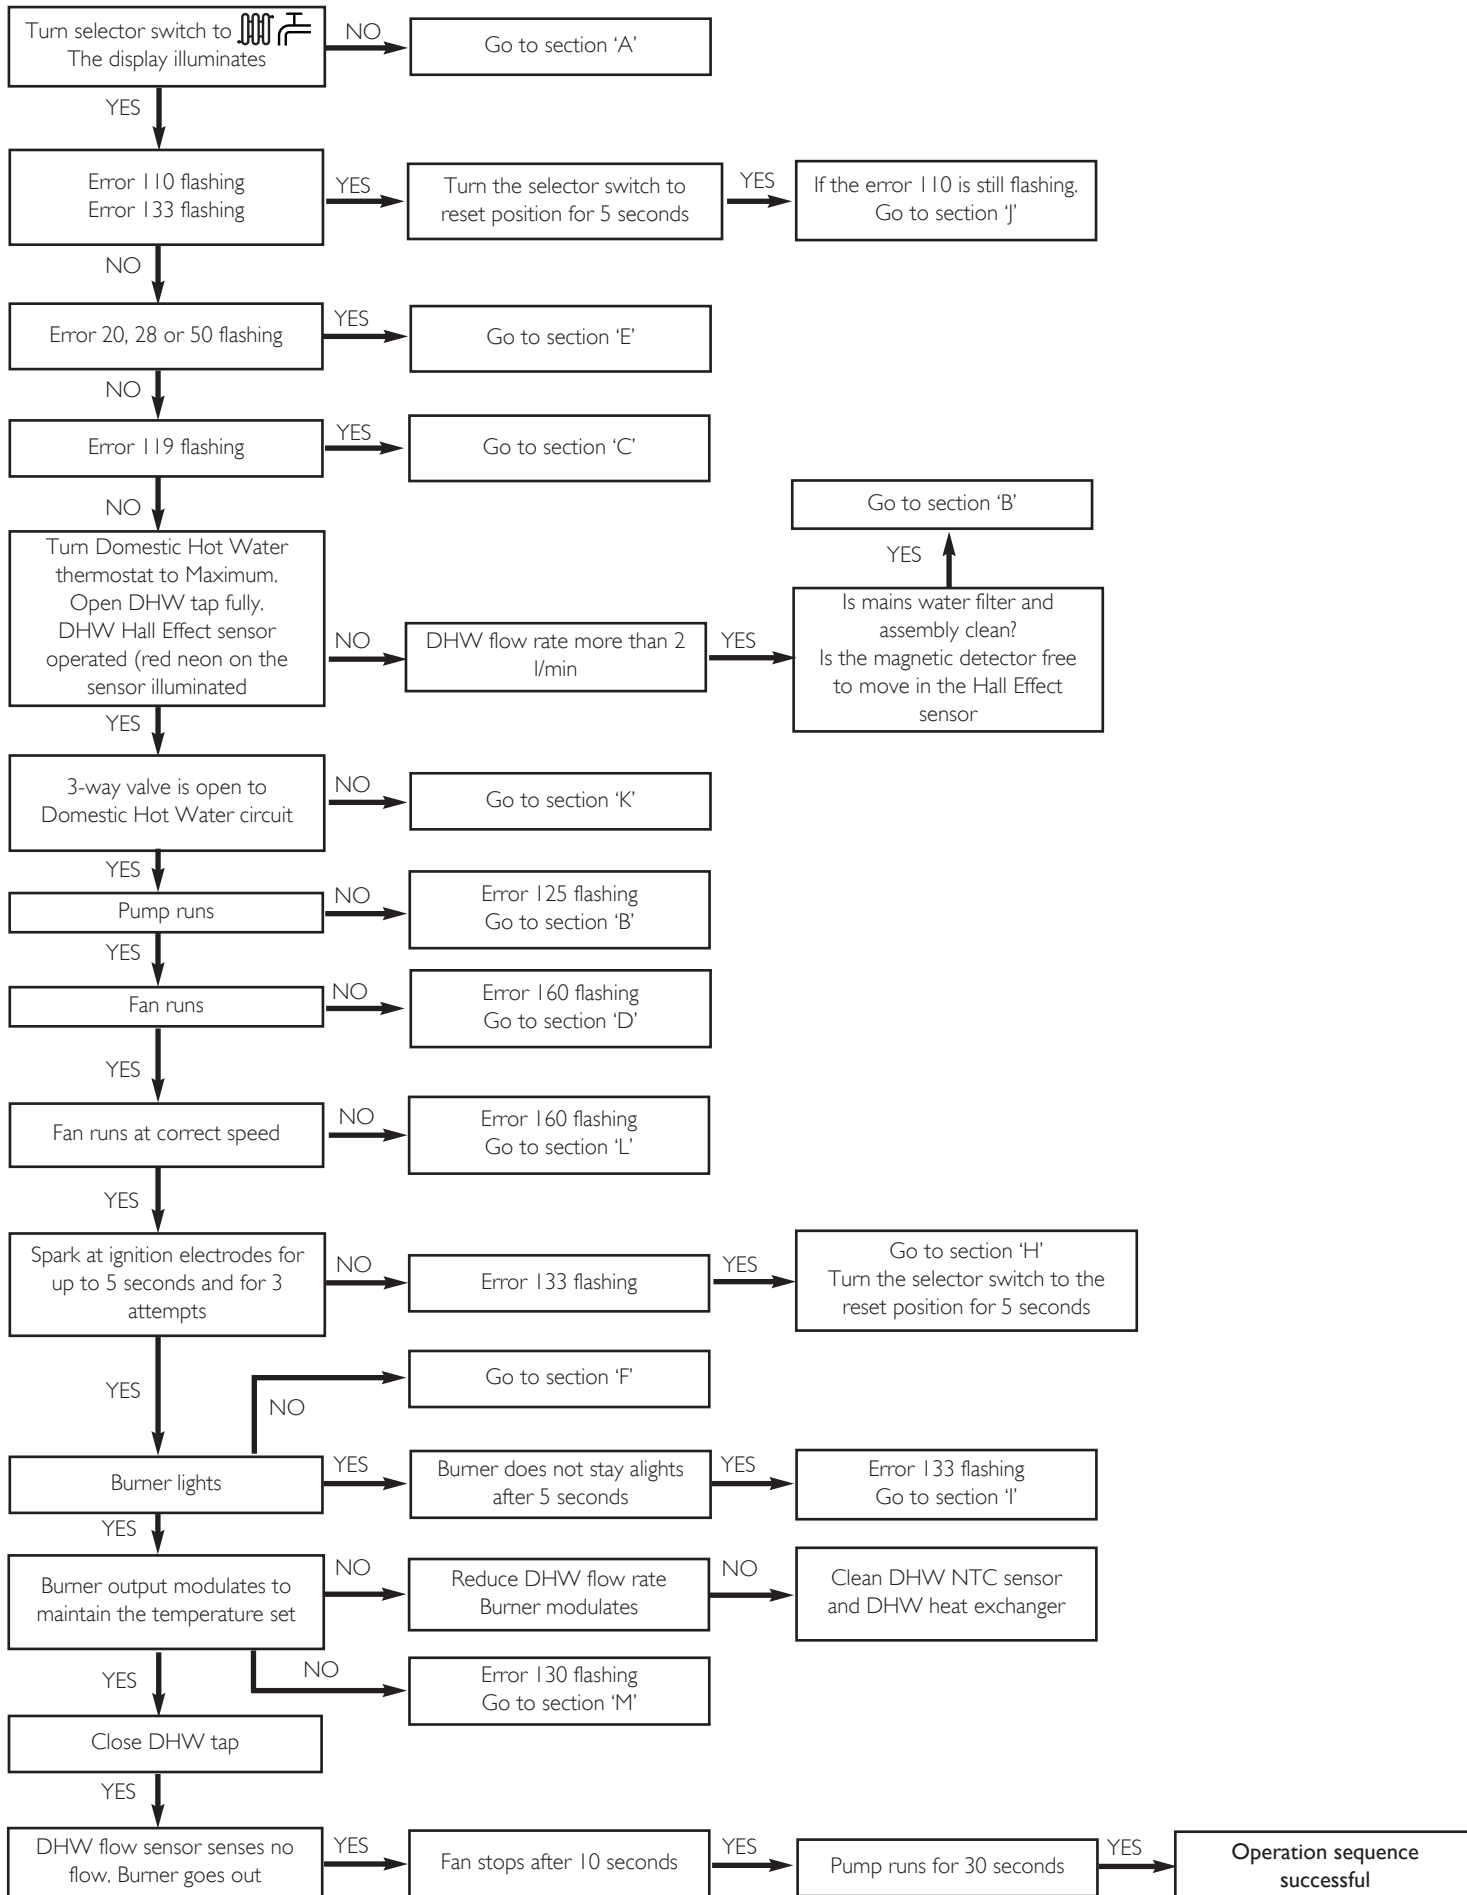 Turn selector switch to
The display illuminates
NO
Go to section ‘A’
YES
Error 110 flashing
Error 133 flashing
YES
Turn the selector switch to
reset position for 5 seconds
YES
If the error 110 is still flashing.
Go to section ‘J’
NO
Error 20, 28 or 50 flashing
YES
Go to section ‘E’
NO
Error 119 flashing
YES
Go to section ‘C’
NO
Turn Domestic Hot Water
thermostat to Maximum.
Open DHW tap fully.
DHW Hall Effect sensor
operated (red neon on the
sensor illuminated
NO
DHW flow rate more than 2
l/min
YES
Is mains water filter and
assembly clean?
Is the magnetic detector free
to move in the Hall Effect
sensor
YES
Go to section ‘B’
YES
3-way valve is open to
Domestic Hot Water circuit
NO
Go to section ‘K’
YES
Pump runs
NO
Error 125 flashing
Go to section ‘B’
YES
Fan runs
NO
Error 160 flashing
Go to section ‘D’
YES
Fan runs at correct speed
NO
Error 160 flashing
Go to section ‘L’
YES
Spark at ignition electrodes for
up to 5 seconds and for 3
attempts
NO
Error 133 flashing
YES
Go to section ‘H’
Turn the selector switch to the
reset position for 5 seconds
YES
NO
Go to section ‘F’
Burner lights
YES
Burner does not stay alights
after 5 seconds
YES
Error 133 flashing
Go to section ‘I’
YES
Burner output modulates to
maintain the temperature set
NO
Reduce DHW flow rate
Burner modulates
NO
Clean DHW NTC sensor
and DHW heat exchanger
NO
Error 130 flashing
Go to section ‘M’
YES
Close DHW tap
YES
DHW flow sensor senses no
flow. Burner goes out
YES
Fan stops after 10 seconds
YES
Pump runs for 30 seconds
YES
Operation sequence
successful